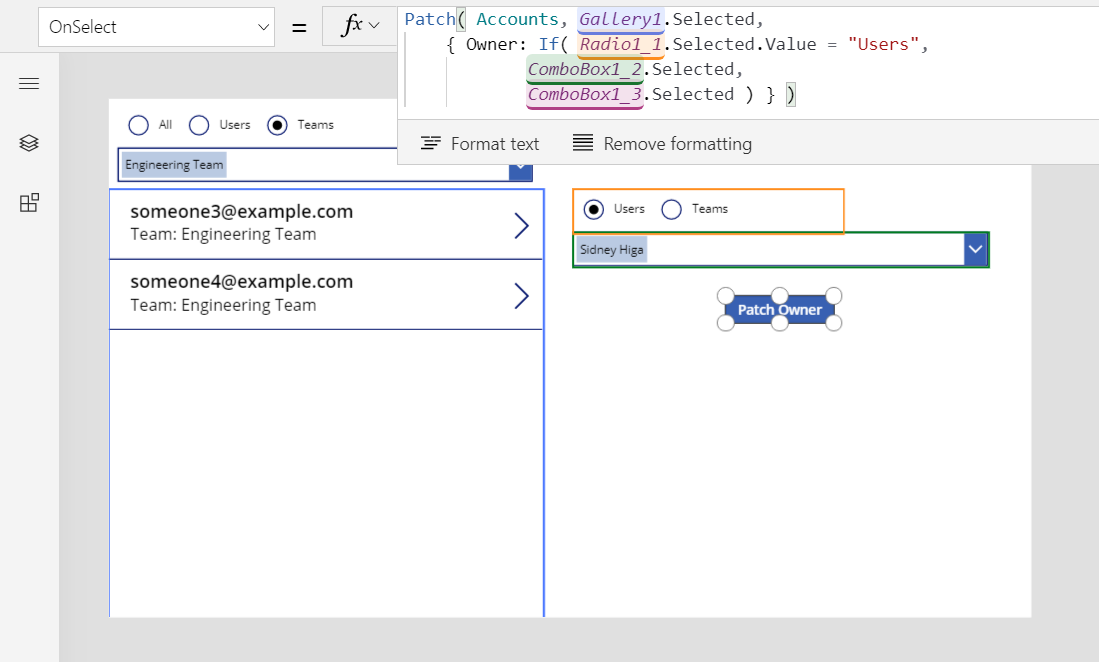 OnSelect
=
fx
Patch( Accounts, Gallery1.Selected,
{ Owner: If( Radio1_1.Selected.Value = "Users",
ComboBox1_2.Selected,
ComboBox1_3.Selected ) } )
Format text
Remove formatting
All Users Teams
Engineering Team
someone3@example.com
Team: Engineering Team
someone4@example.com
Team: Engineering Team
Users Teams
Sidney Higa
Patch Owner